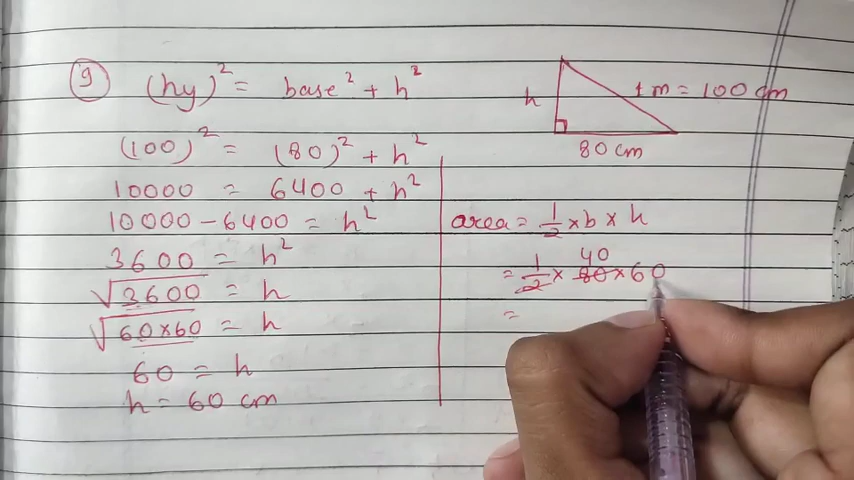 9 (hy)² = base² + h²
(100)² = (80)² + h²
10000 = 6400 + h²
10000 - 6400 = h²
3600 = h²
√3600 = h
√60×60 = h
60 = h
h = 60 cm
h
1 m = 100 cm
80 cm
area = 1/2 × b × h
= 1/2 × 80 × 60
40
=